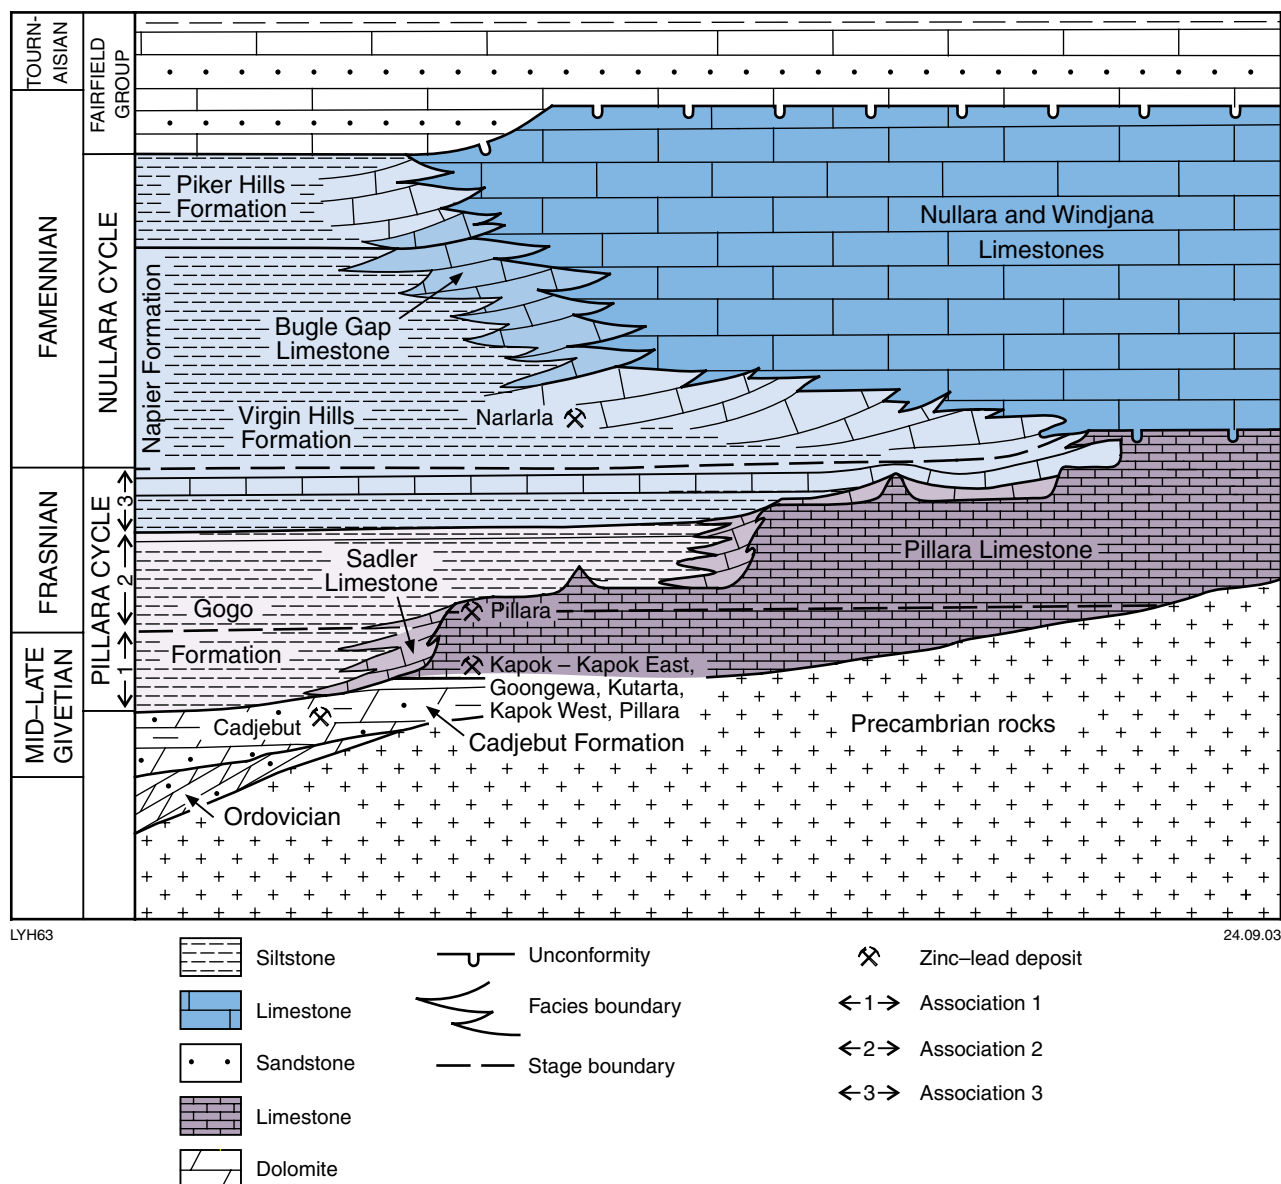 TOURN-
AISIAN
FAIRFIELD
GROUP
FAMENNIAN
NULLARA CYCLE
Piker Hills
Formation
Nullara and Windjana
Limestones
Napier Formation
Bugle Gap
Limestone
Virgin Hills
Formation
Narlarla
FRASNIAN
PILLARA CYCLE
3
2
1
Sadler
Limestone
Pillara Limestone
Gogo
Formation
Pillara
MID–LATE
GIVETIAN
Kapok – Kapok East,
Goongewa, Kutarta,
Kapok West, Pillara
Cadjebut
Cadjebut Formation
Precambrian rocks
Ordovician
LYH63
24.09.03
Siltstone
Limestone
Sandstone
Limestone
Dolomite
Unconformity
Facies boundary
Stage boundary
Zinc–lead deposit
1 Association 1
2 Association 2
3 Association 3